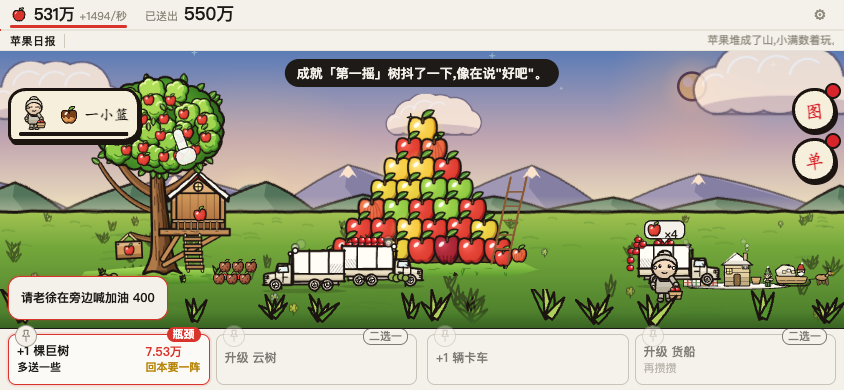 531万 +1494/秒 已送出 550万
苹果日报
苹果堆成了山,小满数着玩。
成就「第一摇」树抖了一下,像在说"好吧"。
一小篮
图
单
×4
请老徐在旁边喊加油 400
瓶颈
+1 棵巨树 7.53万
多送一些 回本要一阵
二选一
升级 云树
+1 辆卡车
二选一
升级 货船
再攒攒